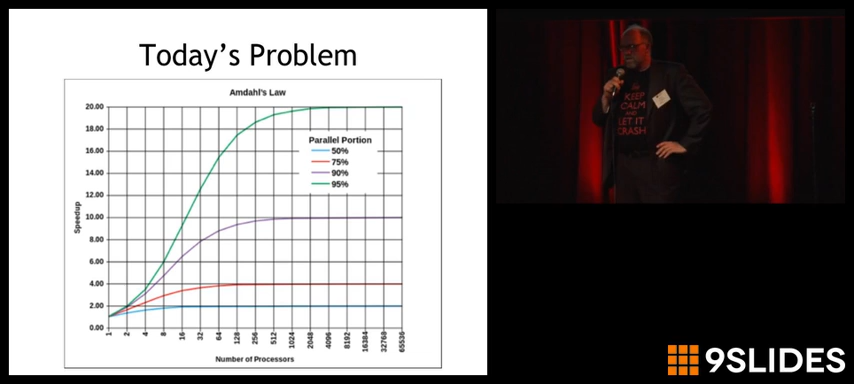 Today's Problem
Amdahl's Law
20.00
18.00
16.00
14.00
12.00
10.00
8.00
6.00
4.00
2.00
0.00
Speedup
Parallel Portion
50%
75%
90%
95%
1
2
4
8
16
32
64
128
256
512
1024
2048
4096
8192
16384
32768
65536
Number of Processors
KEEP
CALM
AND
LET IT
CRASH
9SLIDES